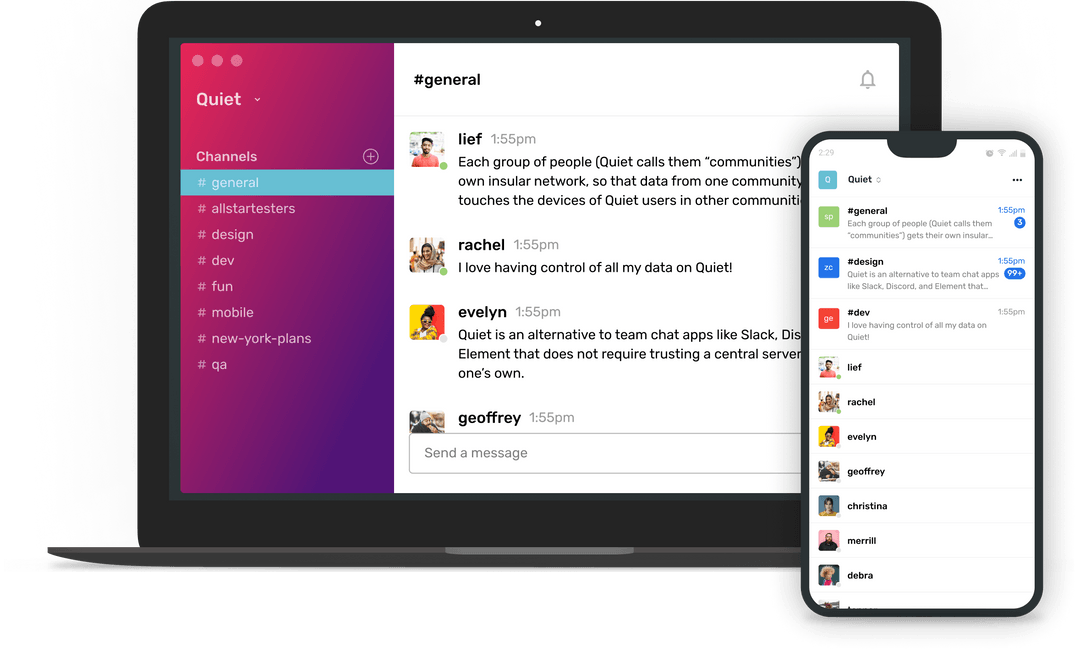 Quiet
Channels
# general
# allstartesters
# design
# dev
# fun
# mobile
# new-york-plans
# qa
#general
lief 1:55pm
Each group of people (Quiet calls them “communities”)
own insular network, so that data from one community
touches the devices of Quiet users in other communiti
rachel 1:55pm
I love having control of all my data on Quiet!
evelyn 1:55pm
Quiet is an alternative to team chat apps like Slack, Dis
Element that does not require trusting a central server
one’s own.
geoffrey 1:55pm
Send a message
2:29
Q Quiet
sp #general 1:55pm
Each group of people (Quiet calls them 3
“communities”) gets their own insular...
zc #design 1:55pm
Quiet is an alternative to team chat apps 99+
like Slack, Discord, and Element that...
ge #dev 1:55pm
I love having control of all my data on
Quiet!
lief
rachel
evelyn
geoffrey
christina
merrill
debra